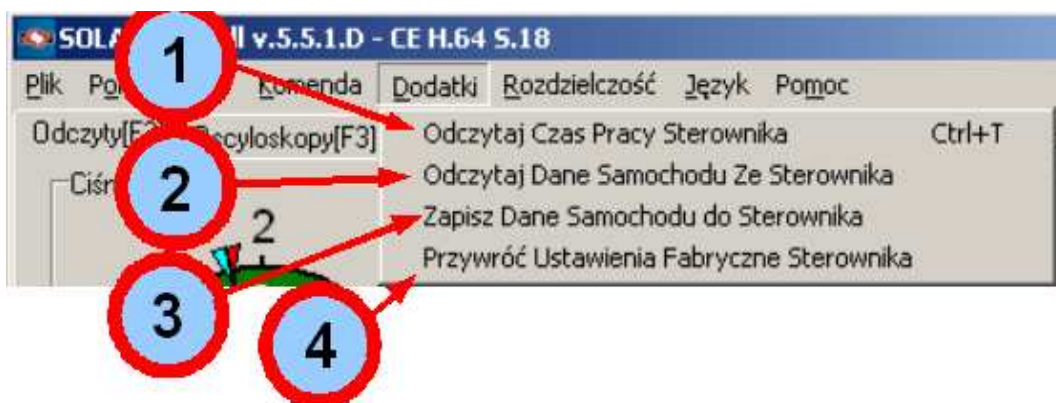 v.5.5.1.D - CE H.64 S.18
Plik Komenda Dodatki Rozdzielczość Język Pomoc
Odczyty[F2] Oscyloskopy[F3]
Odczytaj Czas Pracy Sterownika Ctrl+T
Odczytaj Dane Samochodu Ze Sterownika
Zapisz Dane Samochodu do Sterownika
Przywróć Ustawienia Fabryczne Sterownika
2
1
2
3
4